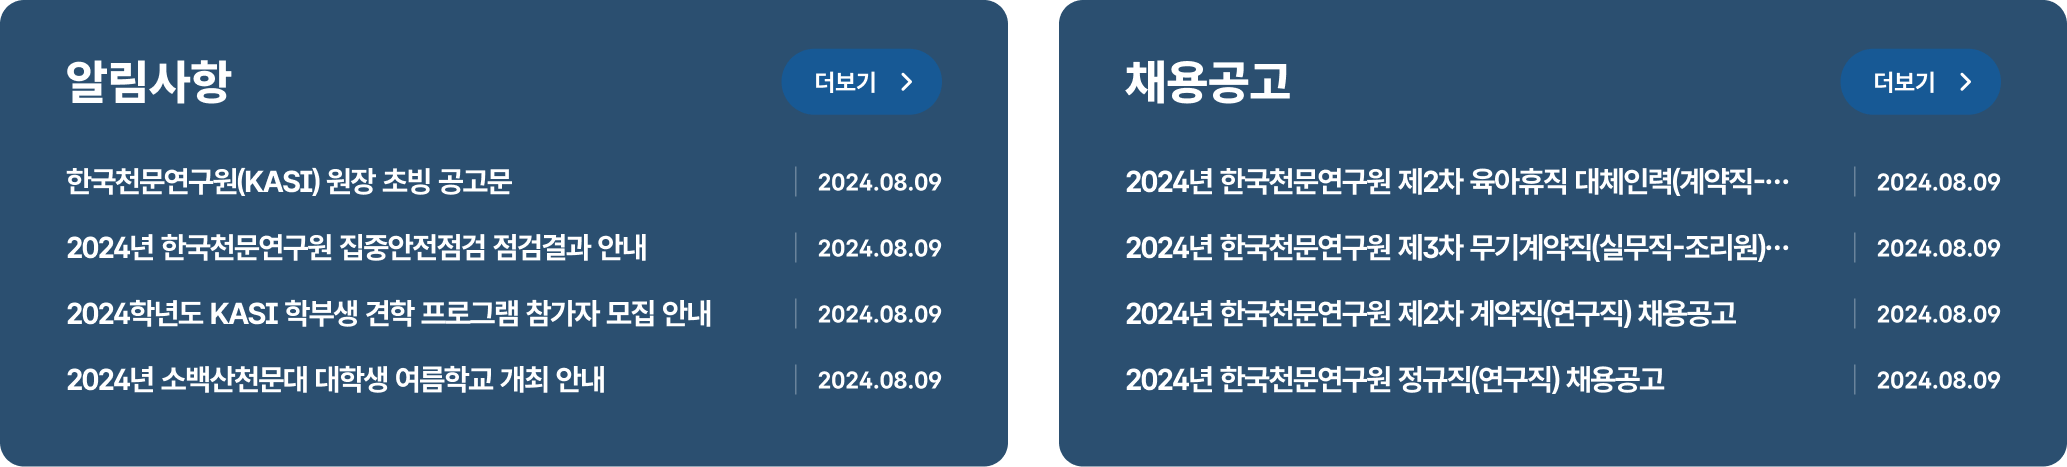 알림사항
더보기
한국천문연구원(KASI) 원장 초빙 공고문
2024.08.09
2024년 한국천문연구원 집중안전점검 점검결과 안내
2024.08.09
2024학년도 KASI 학부생 견학 프로그램 참가자 모집 안내
2024.08.09
2024년 소백산천문대 대학생 여름학교 개최 안내
2024.08.09
채용공고
더보기
2024년 한국천문연구원 제2차 육아휴직 대체인력(계약직-…
2024.08.09
2024년 한국천문연구원 제3차 무기계약직(실무직-조리원)…
2024.08.09
2024년 한국천문연구원 제2차 계약직(연구직) 채용공고
2024.08.09
2024년 한국천문연구원 정규직(연구직) 채용공고
2024.08.09